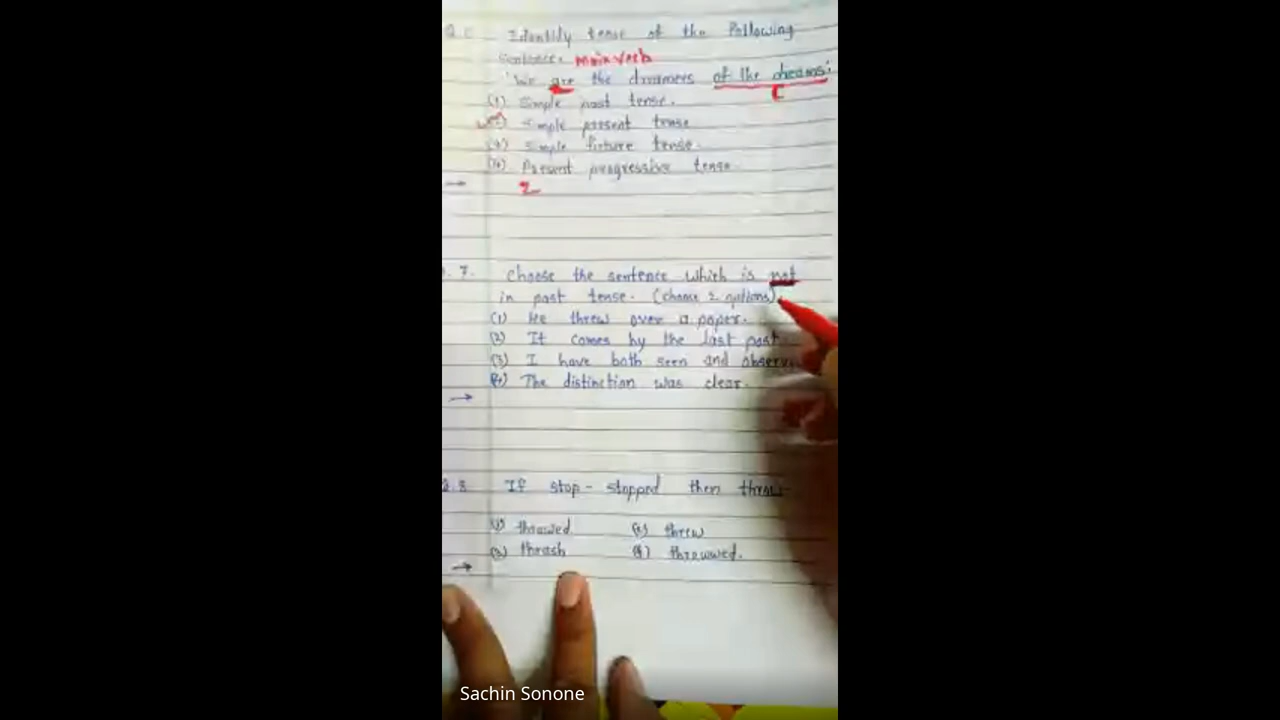 Identify tense of the following
sentence. main verb
'We are the dreamers of the dreams'
(1) Simple past tense.
Simple present tense
Simple future tense.
(4) Present progressive tense.
2
7. Choose the sentence which is not
in past tense. (choose 2 options).
(1) He threw over a paper.
(2) It comes by the last post
(3) I have both seen and
(4) The distinction was clear.
If stop - stopped then throw
(1) throwed (2) threw
(3) thrash (4) throwwed.
Sachin Sonone